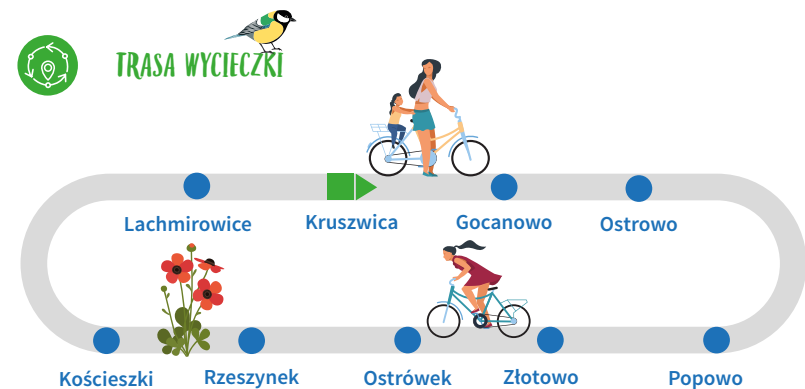 TRASA WYCIECZKI
Lachmirowice
Kruszwica
Gocanowo
Ostrowo
Kościeszki
Rzeszynek
Ostrówek
Złotowo
Popowo